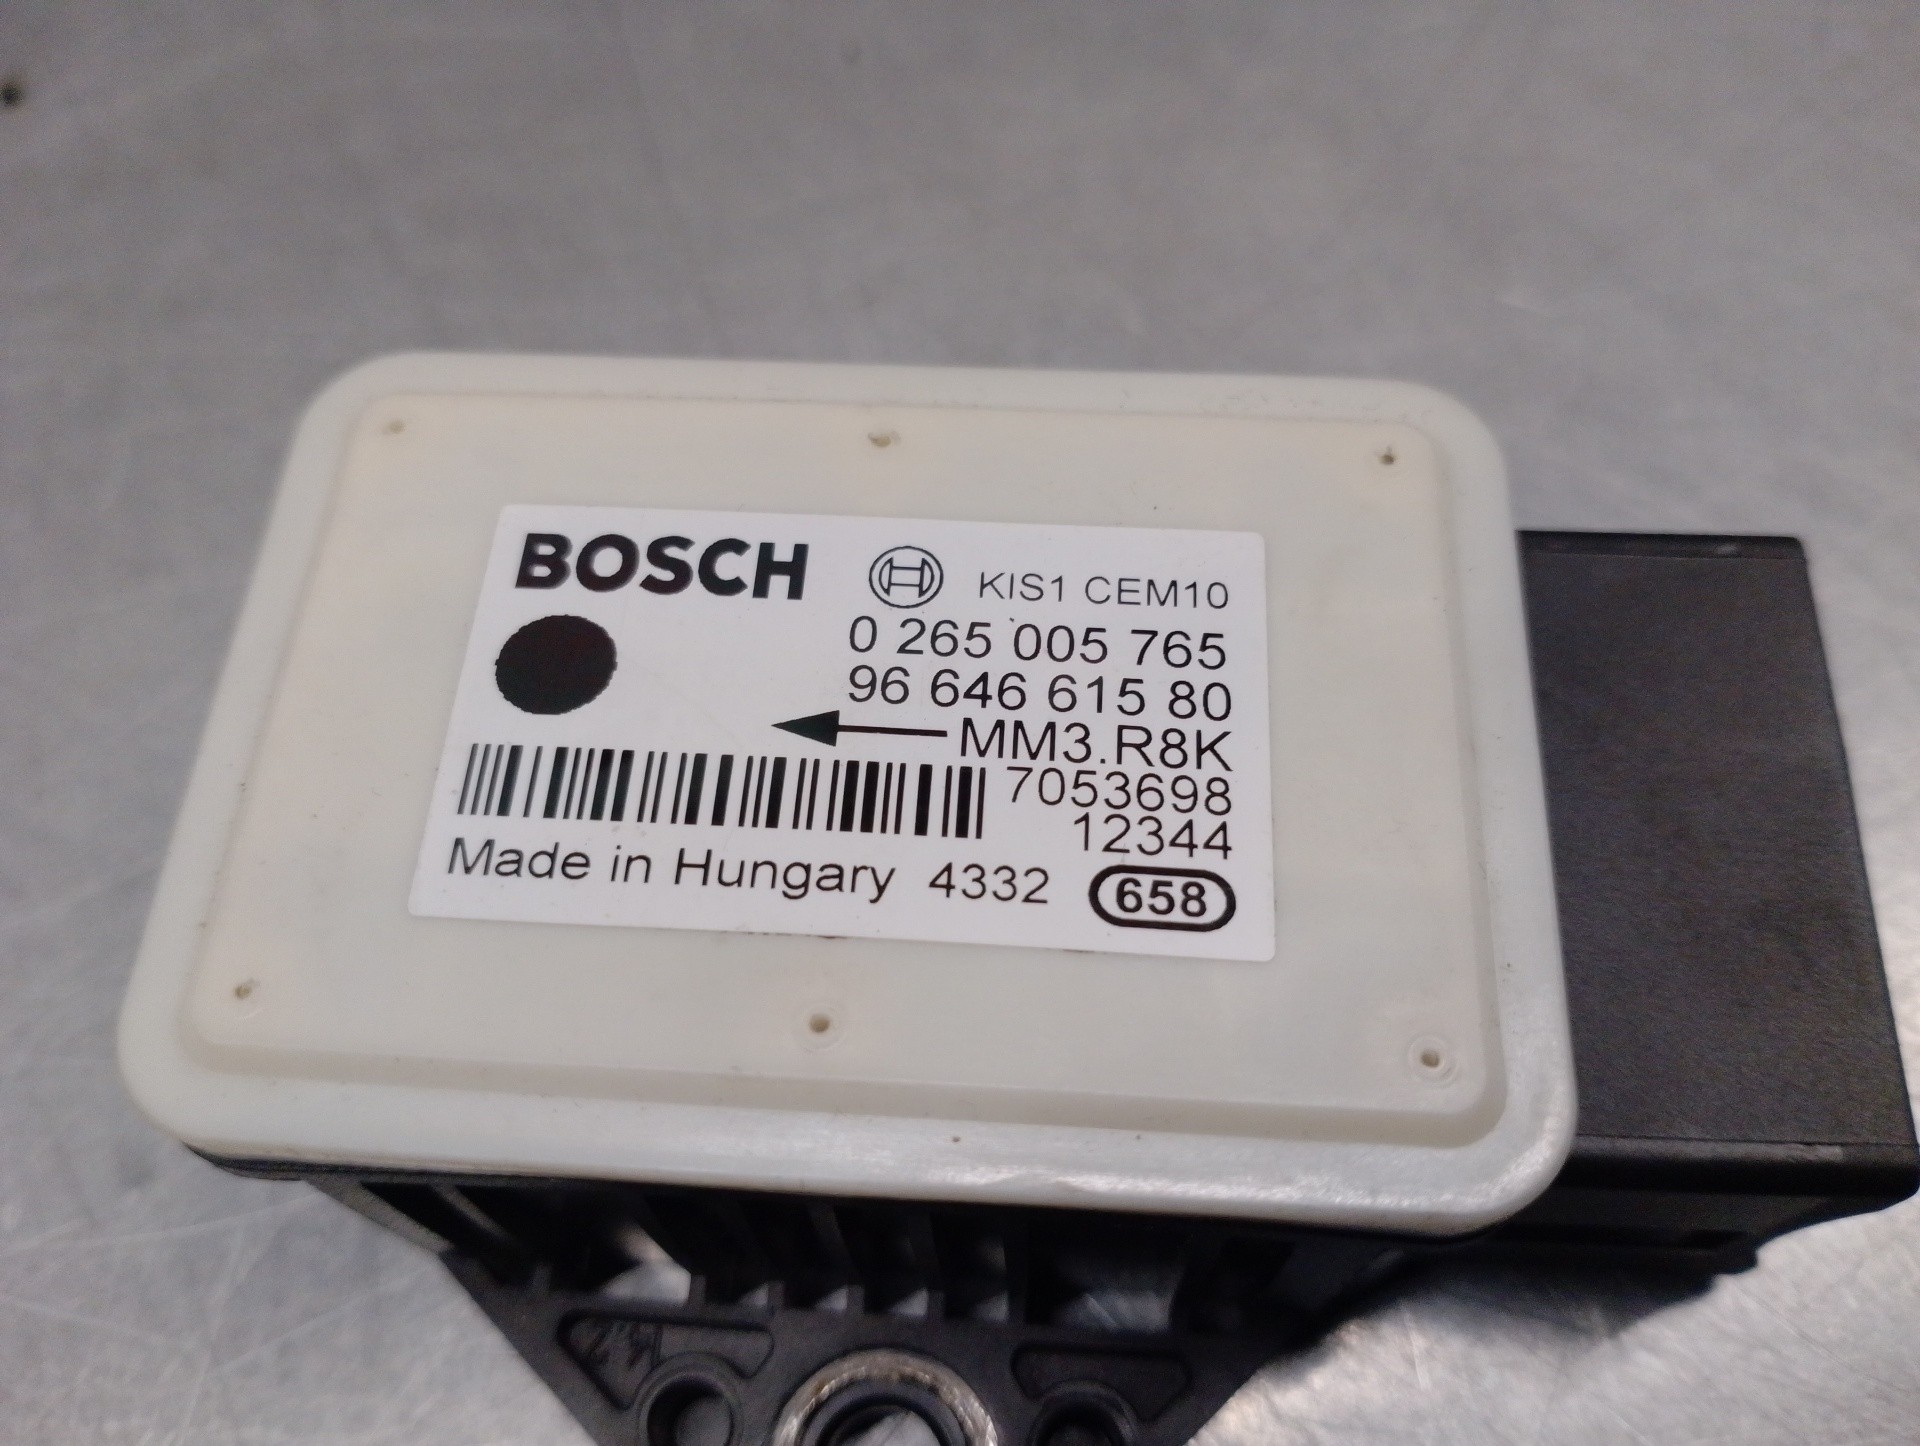 BOSCH KIS1 CEM10
0 265 005 765
96 646 615 80
MM3.R8K
7053698
12344
Made in Hungary 4332 658